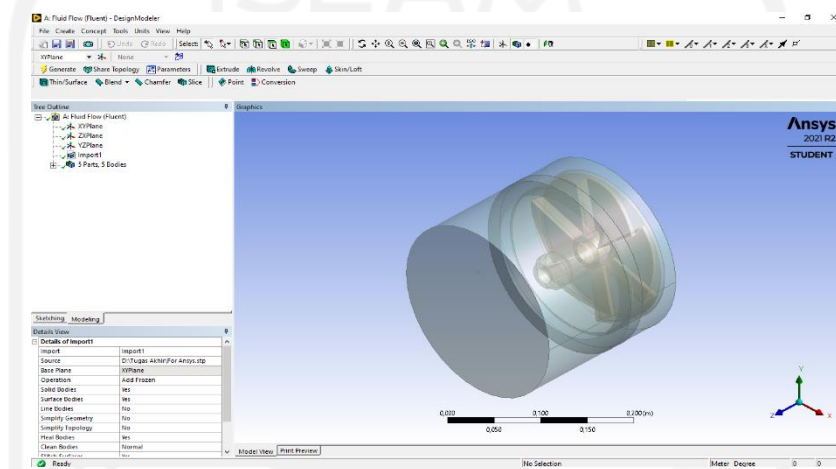 A: Fluid Flow (Fluent) - DesignModeler
File Create Concept Tools Units View Help
Undo Redo Select:
XYPlane None
Generate Share Topology Parameters Extrude Revolve Sweep Skin/Loft
Thin/Surface Blend Chamfer Slice Point Conversion
Tree Outline
Graphics
A: Fluid Flow (Fluent)
XYPlane
ZXPlane
YZPlane
Import1
5 Parts, 5 Bodies
Ansys
2021 R2
STUDENT
Sketching Modeling
Details View
Details of Import1
Import Import1
Source D:\Tugas Akhir\For Ansys.stp
Base Plane XYPlane
Operation Add Frozen
Solid Bodies Yes
Surface Bodies Yes
Line Bodies No
Simplify Geometry No
Simplify Topology No
Heal Bodies Yes
Clean Bodies Normal
0,000 0,100 0,200 (m)
0,050 0,150
Y
Z X
Model View Print Preview
Ready No Selection Meter Degree 0 0